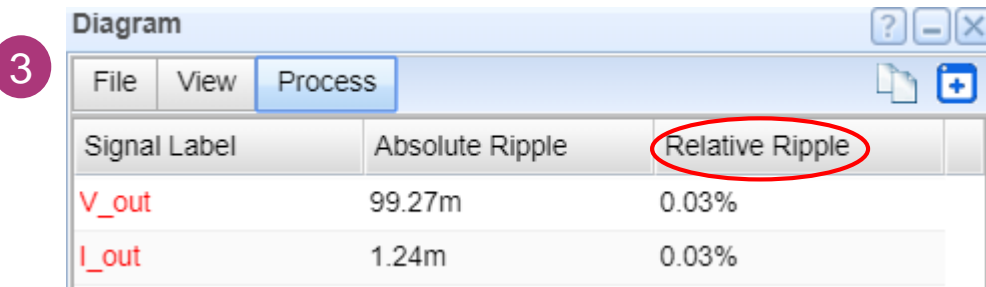 Diagram
3
File View Process
Signal Label Absolute Ripple Relative Ripple
V_out 99.27m 0.03%
I_out 1.24m 0.03%